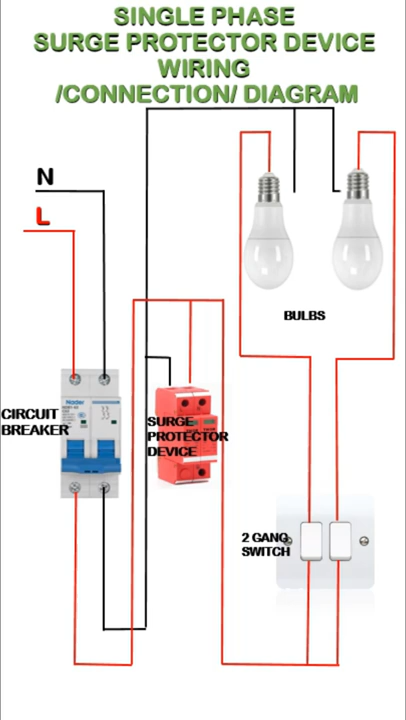 SINGLE PHASE
SURGE PROTECTOR DEVICE
WIRING
/CONNECTION/ DIAGRAM
N
L
BULBS
CIRCUIT
BREAKER
SURGE
PROTECTOR
DEVICE
2 GANG
SWITCH